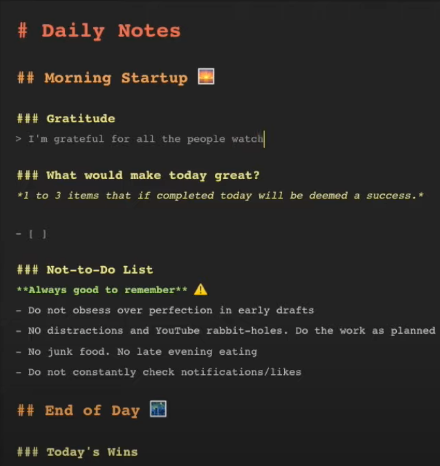 # Daily Notes
## Morning Startup 🌅
### Gratitude
> I'm grateful for all the people watch
### What would make today great?
*1 to 3 items that if completed today will be deemed a success.*
- [ ]
### Not-to-Do List
**Always good to remember** ⚠️
- Do not obsess over perfection in early drafts
- NO distractions and YouTube rabbit-holes. Do the work as planned
- No junk food. No late evening eating
- Do not constantly check notifications/likes
## End of Day 🌃
### Today's Wins